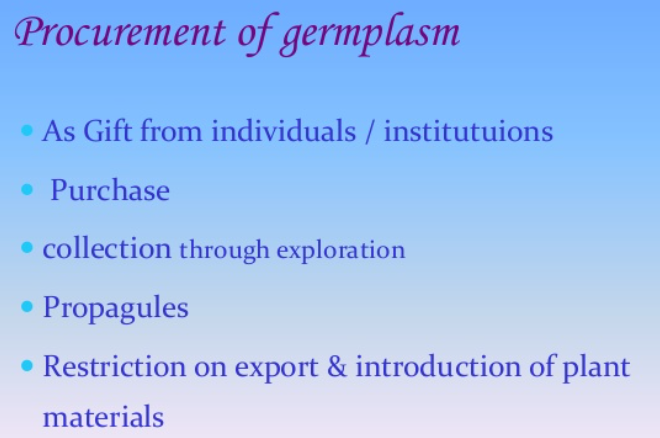 Procurement of germplasm
• As Gift from individuals / institutuions
• Purchase
• collection through exploration
• Propagules
• Restriction on export & introduction of plant
materials